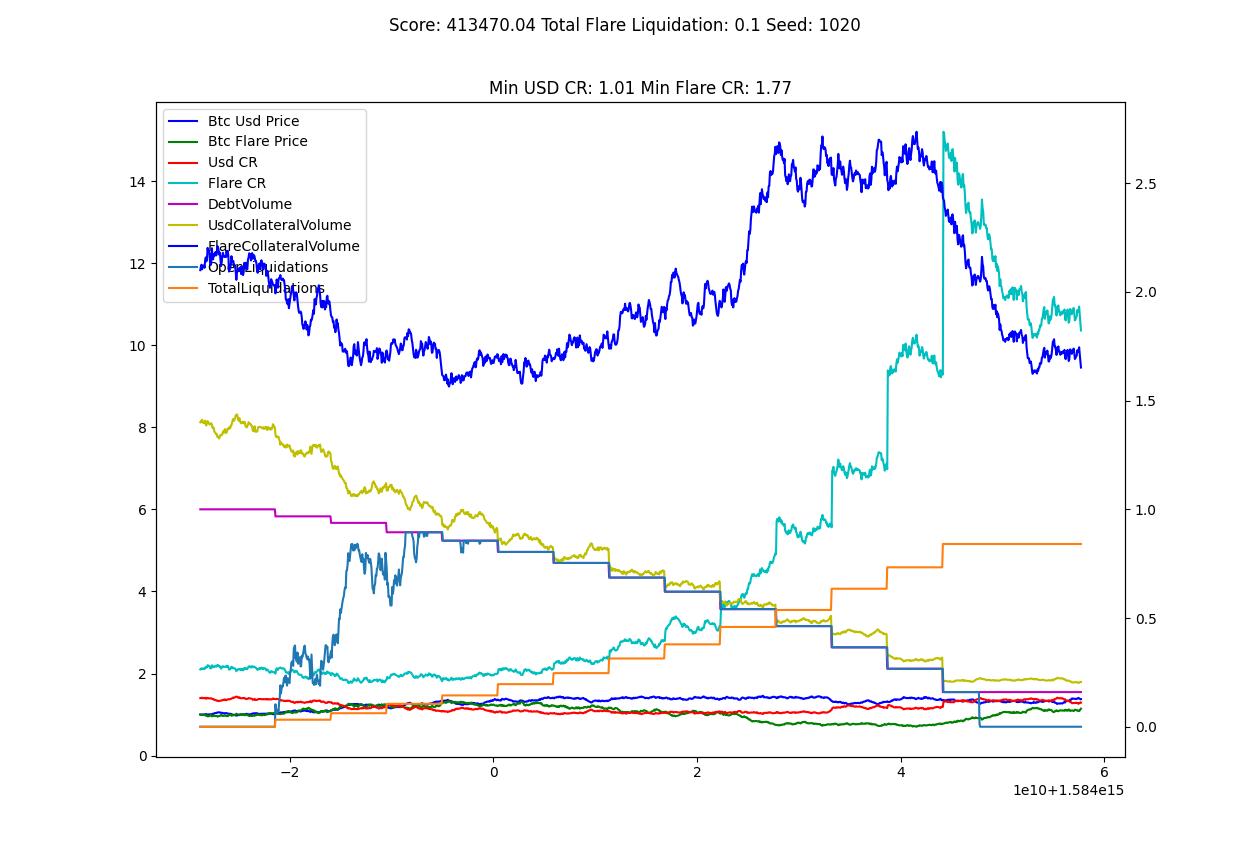 Score: 413470.04 Total Flare Liquidation: 0.1 Seed: 1020
Min USD CR: 1.01 Min Flare CR: 1.77
Btc Usd Price
Btc Flare Price
Usd CR
Flare CR
DebtVolume
UsdCollateralVolume
FlareCollateralVolume
OpenLiquidations
TotalLiquidations
14
12
10
8
6
4
2
0
2.5
2.0
1.5
1.0
0.5
0.0
−2
0
2
4
6
1e10+1.584e15